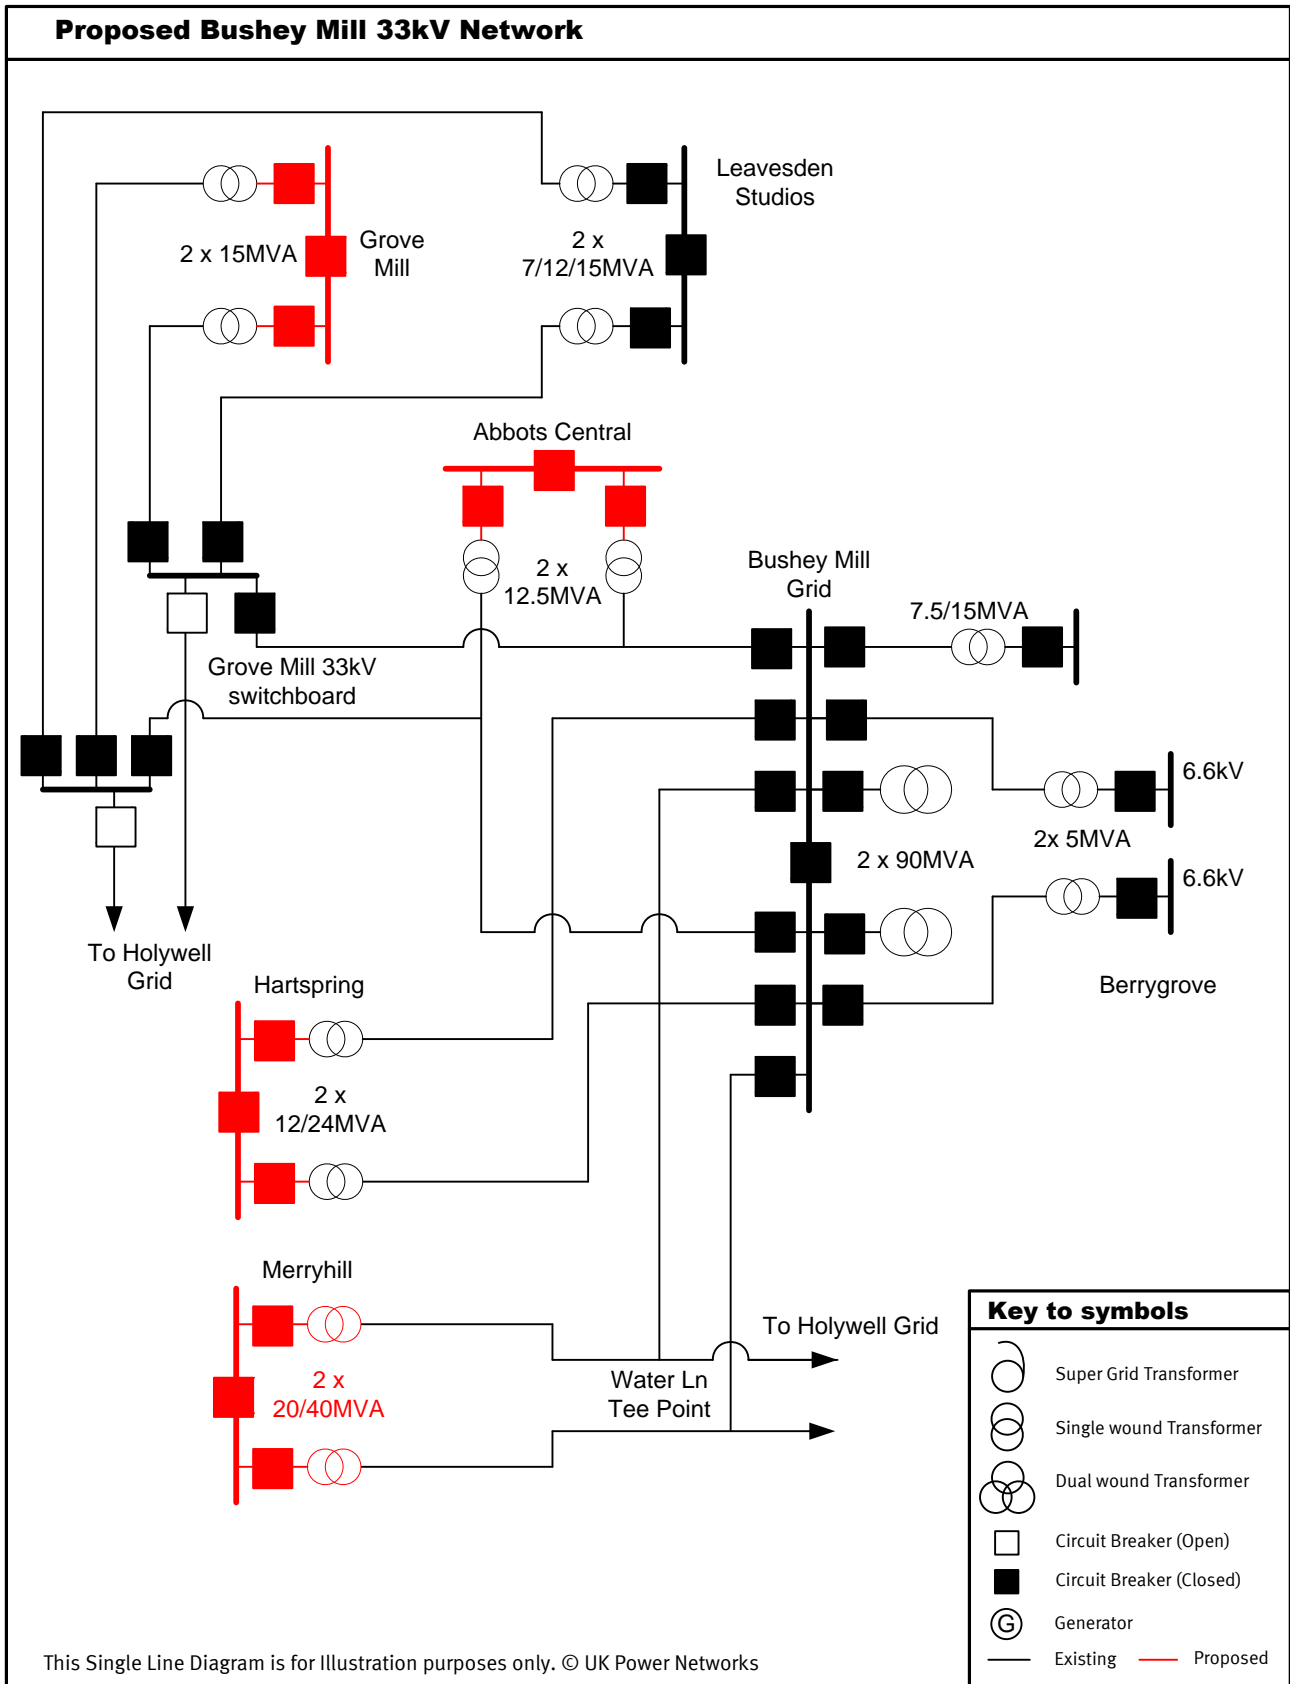 Proposed Bushey Mill 33kV Network
Leavesden
Studios
2 x 15MVA
Grove
Mill
2 x
7/12/15MVA
Abbots Central
2 x
12.5MVA
Bushey Mill
Grid
7.5/15MVA
Grove Mill 33kV
switchboard
6.6kV
2x 5MVA
2 x 90MVA
6.6kV
To Holywell
Grid
Hartspring
Berrygrove
2 x
12/24MVA
Merryhill
To Holywell Grid
2 x
20/40MVA
Water Ln
Tee Point
Key to symbols
Super Grid Transformer
Single wound Transformer
Dual wound Transformer
Circuit Breaker (Open)
Circuit Breaker (Closed)
G Generator
Existing Proposed
This Single Line Diagram is for Illustration purposes only. © UK Power Networks